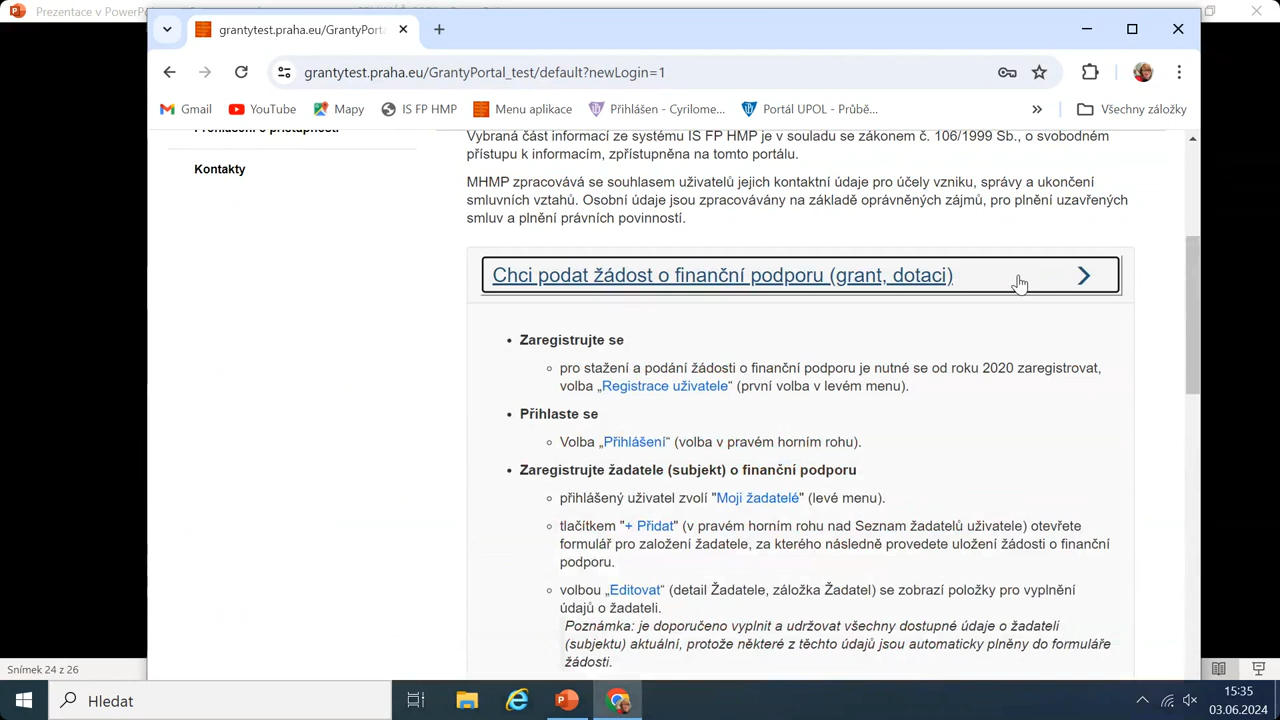 Prezentace v PowerPo
grantytest.praha.eu/GrantyPorta
grantytest.praha.eu/GrantyPortal_test/default?newLogin=1
Gmail
YouTube
Mapy
IS FP HMP
Menu aplikace
Přihlášen - Cyrilome...
Portál UPOL - Průbě...
»
Všechny záložky
Prohlášení o přístupnosti
Kontakty
Vybraná část informací ze systému IS FP HMP je v souladu se zákonem č. 106/1999 Sb., o svobodném
přístupu k informacím, zpřístupněna na tomto portálu.
MHMP zpracovává se souhlasem uživatelů jejich kontaktní údaje pro účely vzniku, správy a ukončení
smluvních vztahů. Osobní údaje jsou zpracovávány na základě oprávněných zájmů, pro plnění uzavřených
smluv a plnění právních povinností.
Chci podat žádost o finanční podporu (grant, dotaci)
• Zaregistrujte se
◦ pro stažení a podání žádosti o finanční podporu je nutné se od roku 2020 zaregistrovat,
volba „Registrace uživatele“ (první volba v levém menu).
• Přihlaste se
◦ Volba „Přihlášení“ (volba v pravém horním rohu).
• Zaregistrujte žadatele (subjekt) o finanční podporu
◦ přihlášený uživatel zvolí "Moji žadatelé" (levé menu).
◦ tlačítkem "+ Přidat" (v pravém horním rohu nad Seznam žadatelů uživatele) otevřete
formulář pro založení žadatele, za kterého následně provedete uložení žádosti o finanční
podporu.
◦ volbou „Editovat“ (detail Žadatele, záložka Žadatel) se zobrazí položky pro vyplnění
údajů o žadateli.
Poznámka: je doporučeno vyplnit a udržovat všechny dostupné údaje o žadateli
(subjektu) aktuální, protože některé z těchto údajů jsou automaticky plněny do formuláře
žádosti.
Snímek 24 z 26
Hledat
15:35
03.06.2024